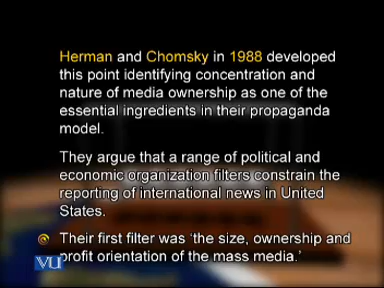 Herman and Chomsky in 1988 developed
this point identifying concentration and
nature of media ownership as one of the
essential ingredients in their propaganda
model.
They argue that a range of political and
economic organization filters constrain the
reporting of international news in United
States.
Their first filter was ‘the size, ownership and
profit orientation of the mass media.’
VU